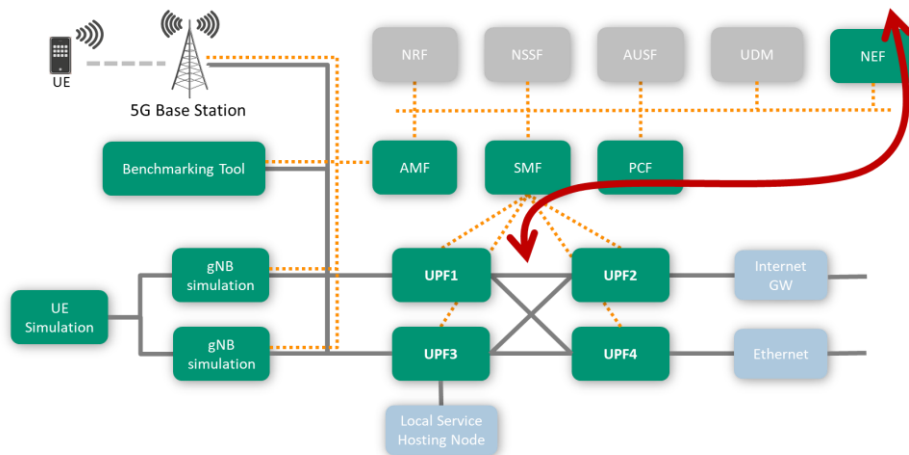 NRF
NSSF
AUSF
UDM
NEF
UE
5G Base Station
Benchmarking Tool
AMF
SMF
PCF
gNB
simulation
UPF1
UPF2
Internet
GW
UE
Simulation
gNB
simulation
UPF3
UPF4
Ethernet
Local Service
Hosting Node